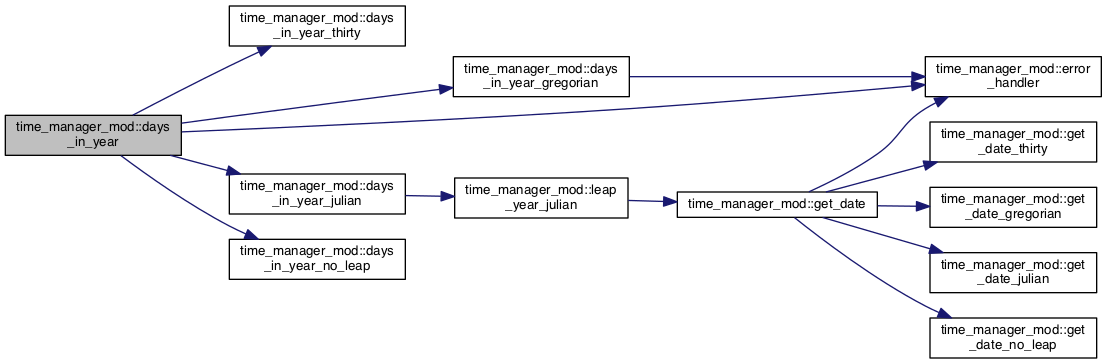 time_manager_mod::days
_in_year
time_manager_mod::days
_in_year_thirty
time_manager_mod::days
_in_year_gregorian
time_manager_mod::error
_handler
time_manager_mod::days
_in_year_julian
time_manager_mod::leap
_year_julian
time_manager_mod::get_date
time_manager_mod::get
_date_thirty
time_manager_mod::get
_date_gregorian
time_manager_mod::get
_date_julian
time_manager_mod::get
_date_no_leap
time_manager_mod::days
_in_year_no_leap